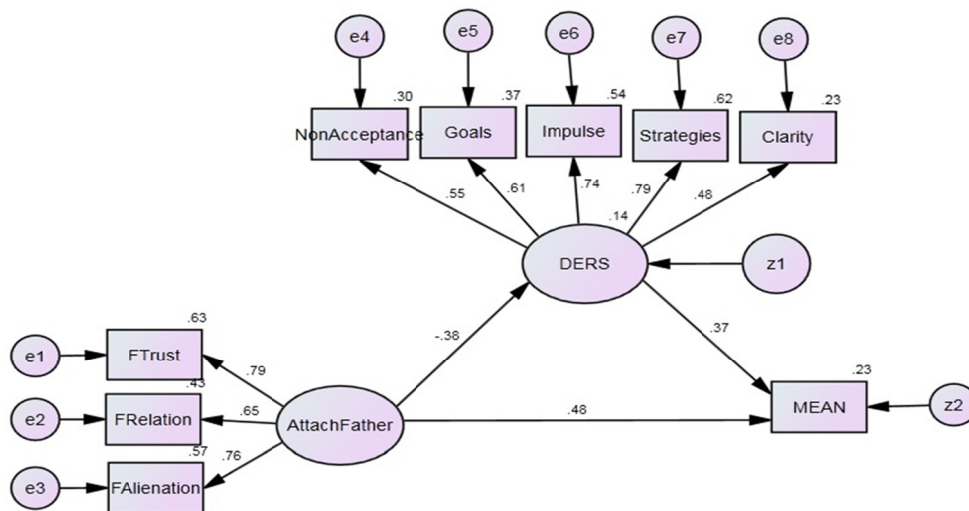 e4
e5
e6
e7
e8
.30
.37
.54
.62
.23
NonAcceptance
Goals
Impulse
Strategies
Clarity
.55
.61
.74
.79
.48
.14
DERS
z1
-.38
.37
.63
e1
FTrust
.79
.43
e2
FRelation
.65
AttachFather
.48
.23
MEAN
z2
.57
.76
e3
FAlienation